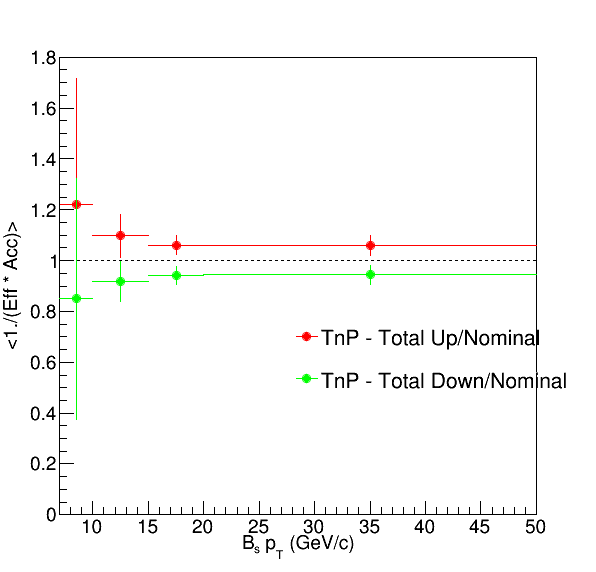 <1./(Eff * Acc)>
1.8
1.6
1.4
1.2
1
0.8
0.6
0.4
0.2
0
TnP - Total Up/Nominal
TnP - Total Down/Nominal
10 15 20 25 30 35 40 45 50
Bs pT (GeV/c)